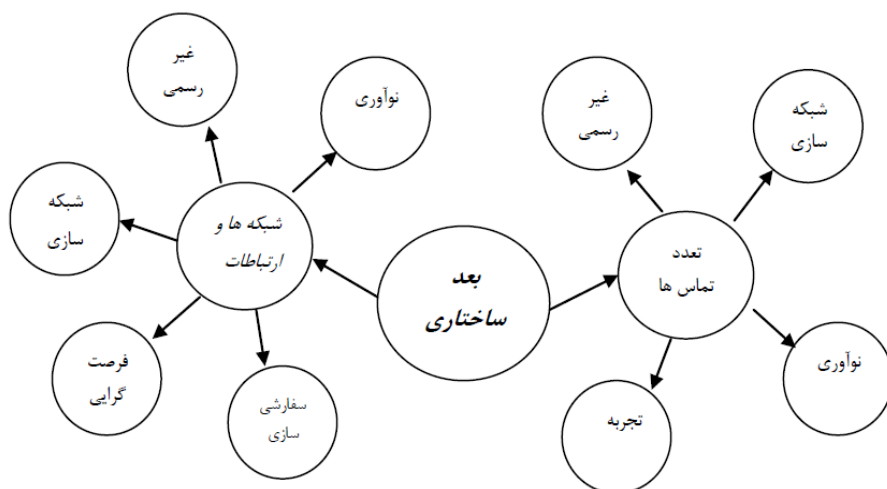 غیر
رسمی
شبکه
سازی
نوآوری
تعدد
تماس ها
نوآوری
تجربه
بعد
ساختاری
غیر
رسمی
نوآوری
شبکه ها و
ارتباطات
شبکه
سازی
فرصت
گرایی
سفارشی
سازی